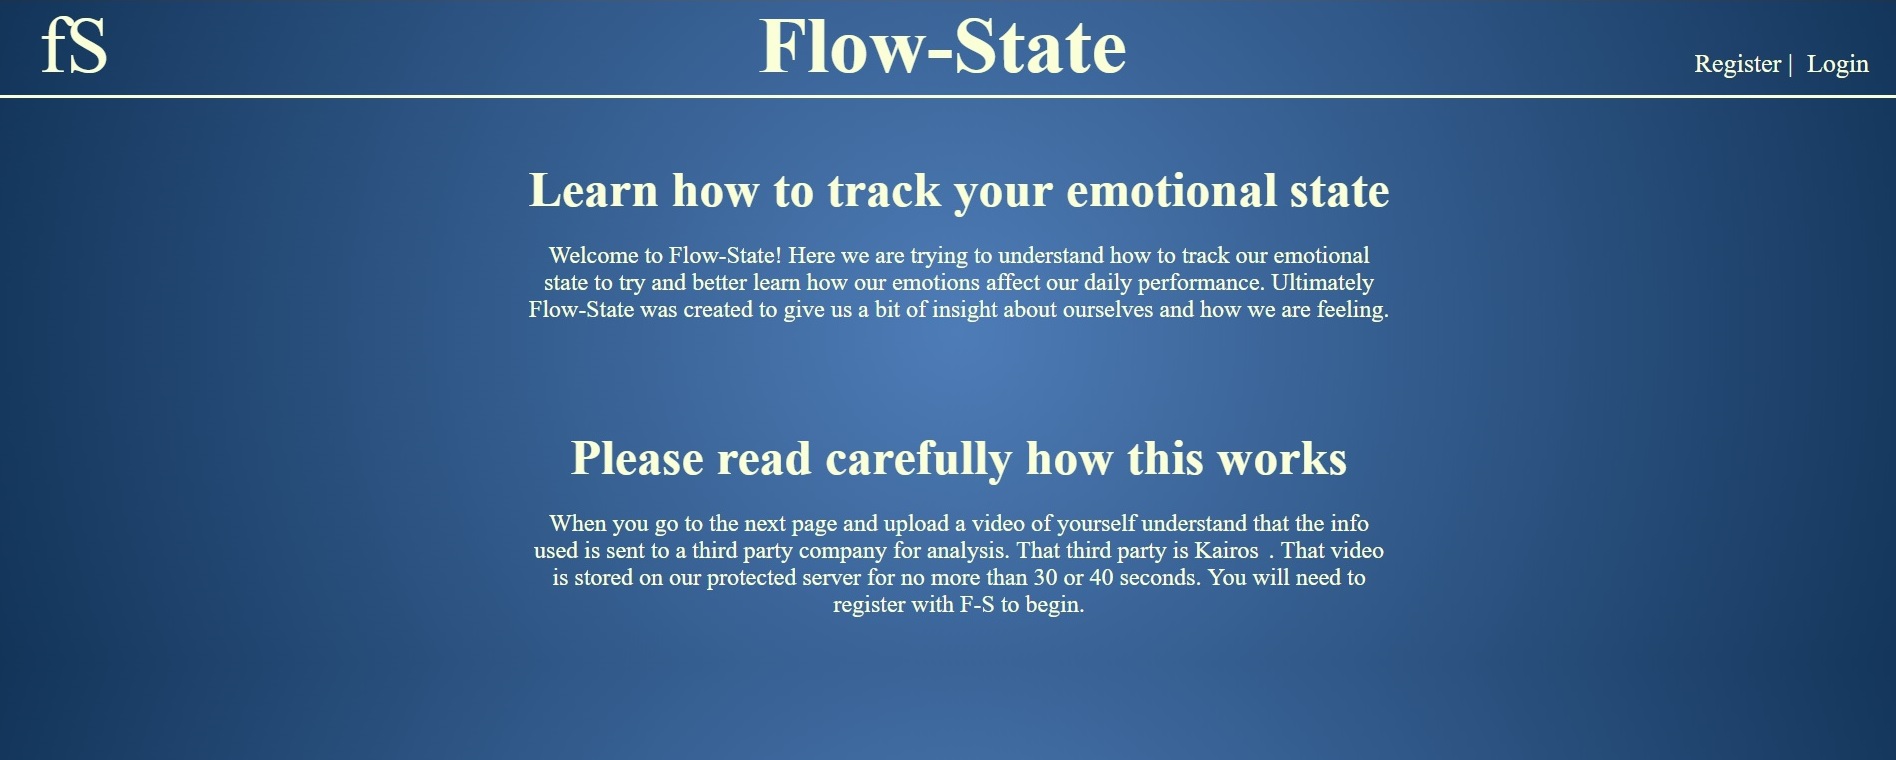 fS
Flow-State
Register | Login
Learn how to track your emotional state
Welcome to Flow-State! Here we are trying to understand how to track our emotional
state to try and better learn how our emotions affect our daily performance. Ultimately
Flow-State was created to give us a bit of insight about ourselves and how we are feeling.
Please read carefully how this works
When you go to the next page and upload a video of yourself understand that the info
used is sent to a third party company for analysis. That third party is Kairos . That video
is stored on our protected server for no more than 30 or 40 seconds. You will need to
register with F-S to begin.